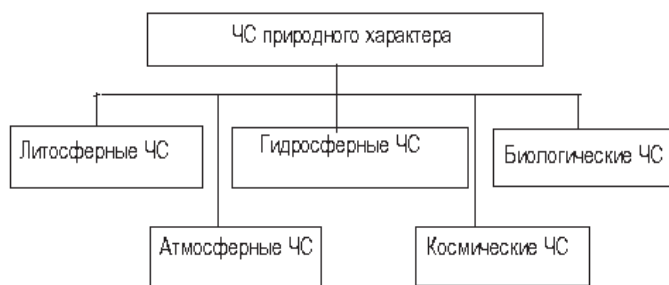 ЧС природного характера
Литосферные ЧС
Гидросферные ЧС
Биологические ЧС
Атмосферные ЧС
Космические ЧС